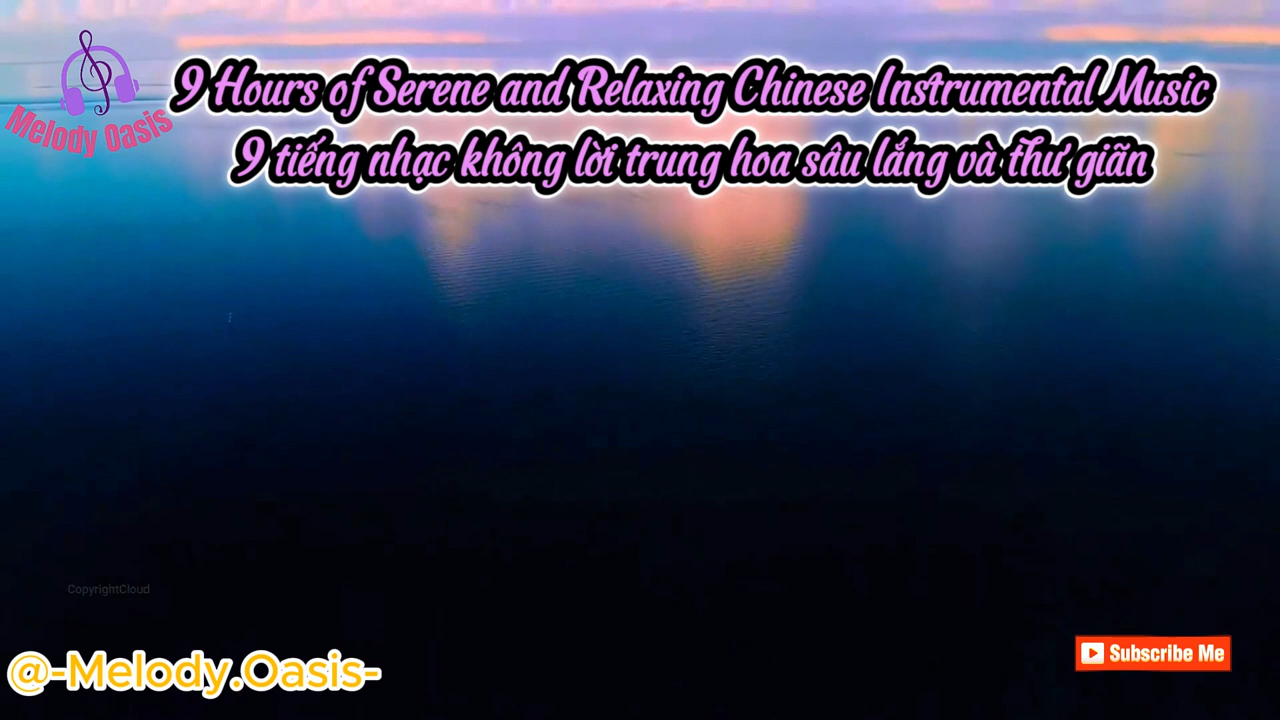 Melody Oasis
9 Hours of Serene and Relaxing Chinese Instrumental Music
9 tiếng nhạc không lời trung hoa sâu lắng và thư giãn
CopyrightCloud
@-Melody.Oasis-
Subscribe Me